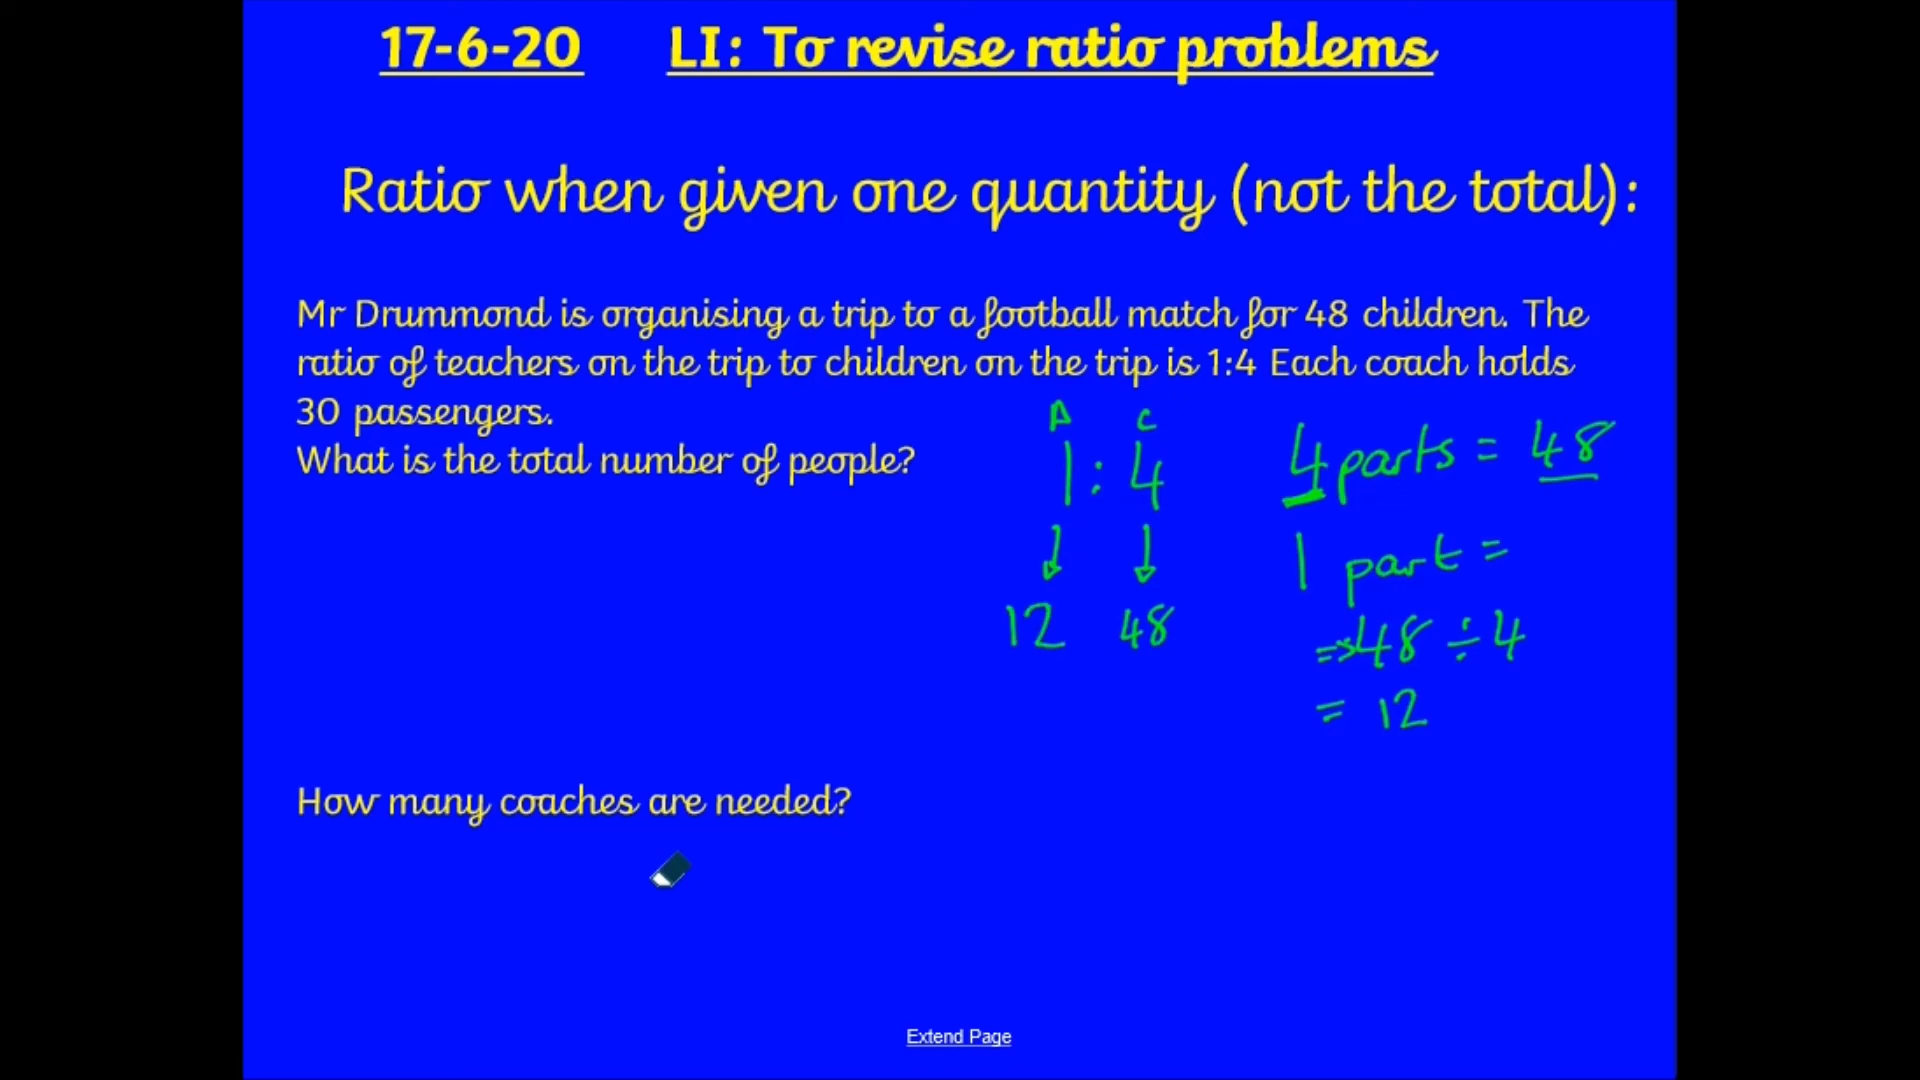 17-6-20 LI: To revise ratio problems
Ratio when given one quantity (not the total):
Mr Drummond is organising a trip to a football match for 48 children. The
ratio of teachers on the trip to children on the trip is 1:4 Each coach holds
30 passengers.
What is the total number of people?
A C
1 : 4
12 48
4 parts = 48
1 part =
=>48 ÷ 4
= 12
How many coaches are needed?
Extend Page